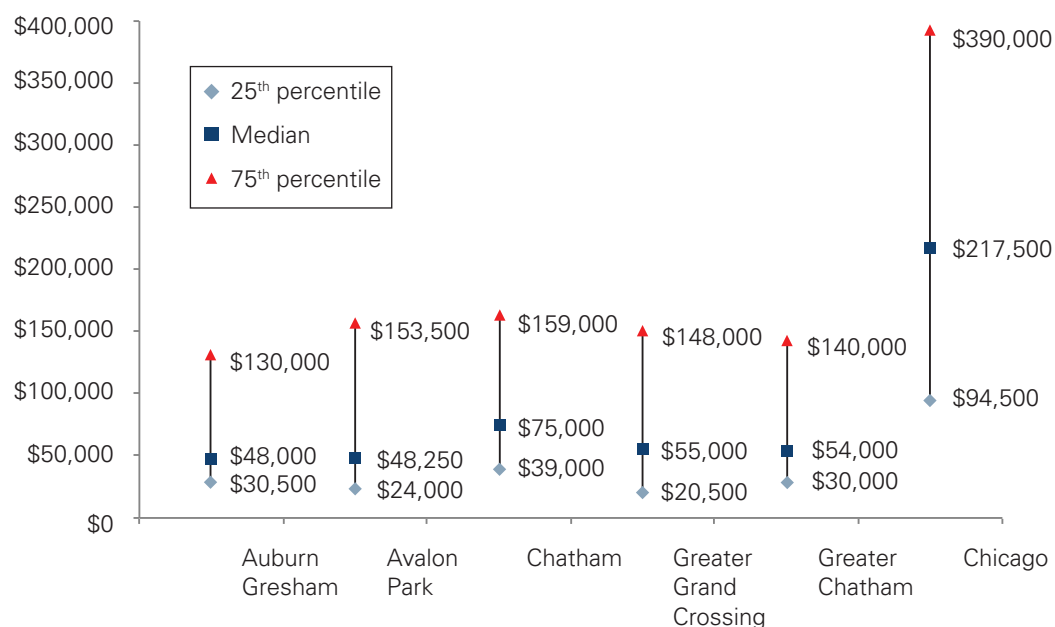 $400,000
$350,000
$300,000
$250,000
$200,000
$150,000
$100,000
$50,000
$0
25th percentile
Median
75th percentile
$130,000
$48,000
$30,500
$153,500
$48,250
$24,000
$159,000
$75,000
$39,000
$148,000
$55,000
$20,500
$140,000
$54,000
$30,000
$390,000
$217,500
$94,500
Auburn
Gresham
Avalon
Park
Chatham
Greater
Grand
Crossing
Greater
Chatham
Chicago